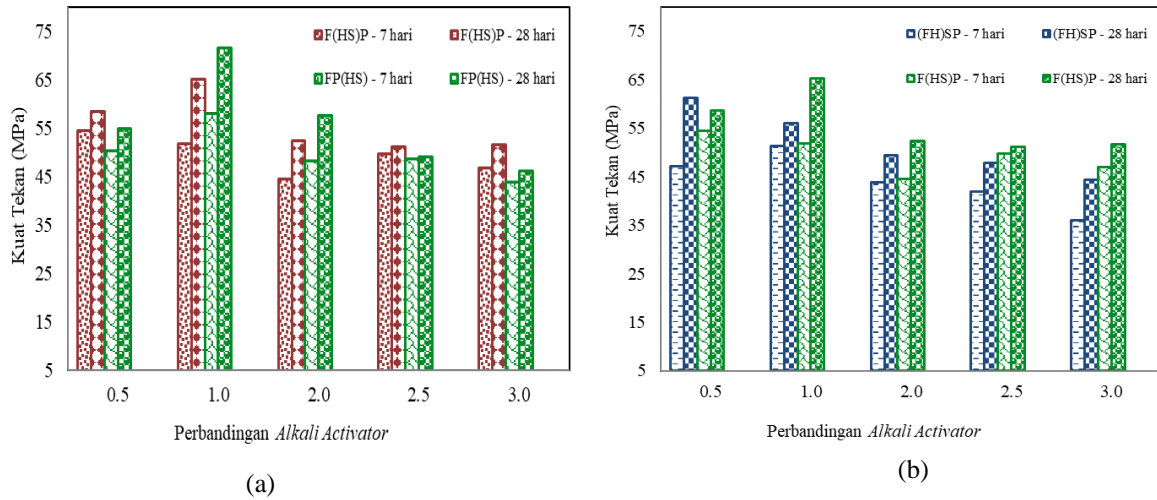 75
65
55
45
35
25
15
5
Kuat Tekan (MPa)
F(HS)P - 7 hari
F(HS)P - 28 hari
FP(HS) - 7 hari
FP(HS) - 28 hari
0.5 1.0 2.0 2.5 3.0
Perbandingan Alkali Activator
(a)
75
65
55
45
35
25
15
5
Kuat Tekan (MPa)
(FH)SP - 7 hari
(FH)SP - 28 hari
F(HS)P - 7 hari
F(HS)P - 28 hari
0.5 1.0 2.0 2.5 3.0
Perbandingan Alkali Activator
(b)